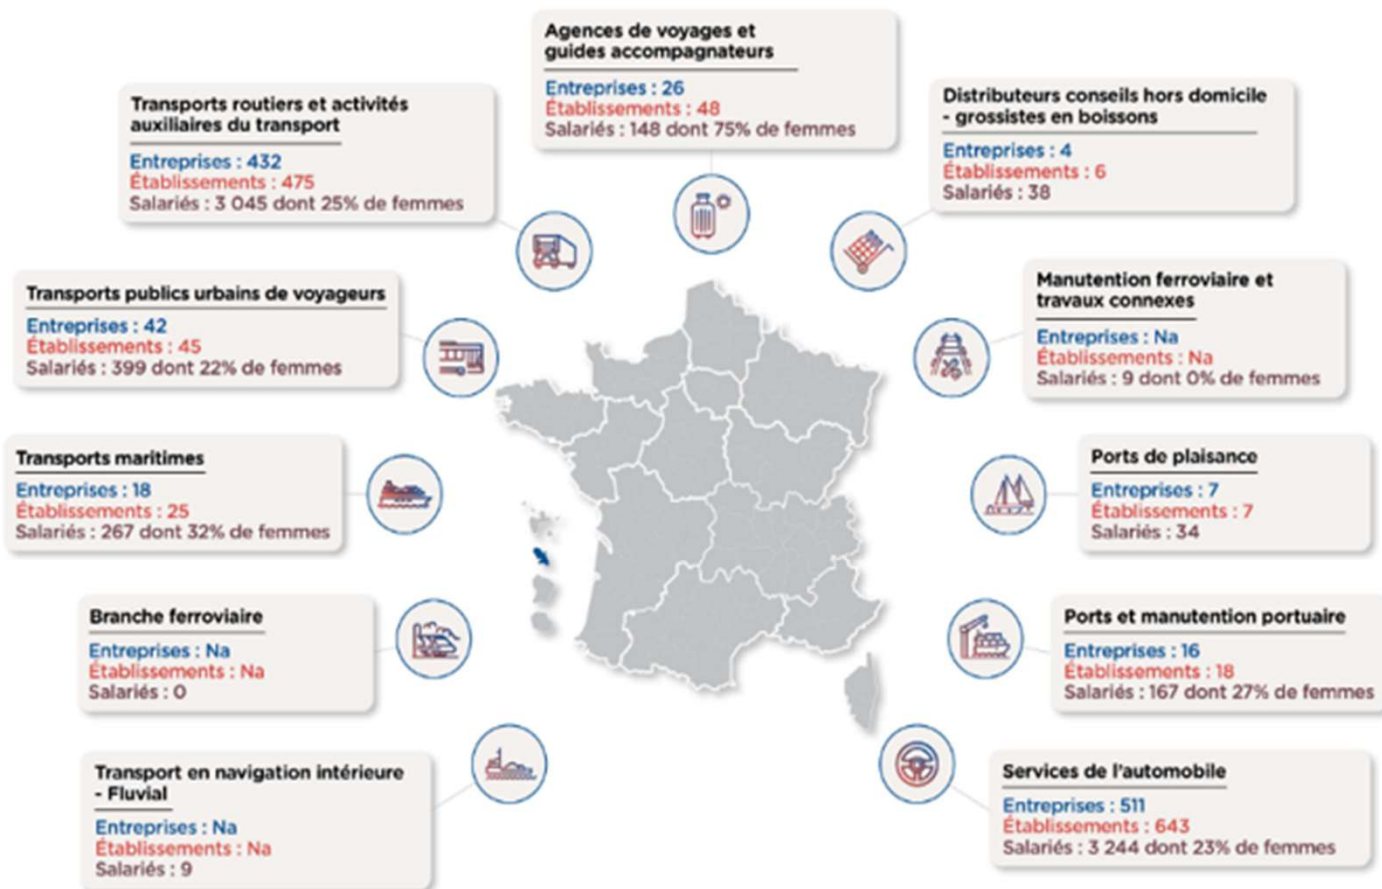 Agences de voyages et
guides accompagnateurs
Entreprises : 26
Établissements : 48
Salariés : 148 dont 75% de femmes
Transports routiers et activités
auxiliaires du transport
Entreprises : 432
Établissements : 475
Salariés : 3 045 dont 25% de femmes
Distributeurs conseils hors domicile
- grossistes en boissons
Entreprises : 4
Établissements : 6
Salariés : 38
Transports publics urbains de voyageurs
Entreprises : 42
Établissements : 45
Salariés : 399 dont 22% de femmes
Manutention ferroviaire et
travaux connexes
Entreprises : Na
Établissements : Na
Salariés : 9 dont 0% de femmes
Transports maritimes
Entreprises : 18
Établissements : 25
Salariés : 267 dont 32% de femmes
Ports de plaisance
Entreprises : 7
Établissements : 7
Salariés : 34
Branche ferroviaire
Entreprises : Na
Établissements : Na
Salariés : 0
Ports et manutention portuaire
Entreprises : 16
Établissements : 18
Salariés : 167 dont 27% de femmes
Transport en navigation intérieure
- Fluvial
Entreprises : Na
Établissements : Na
Salariés : 9
Services de l'automobile
Entreprises : 511
Établissements : 643
Salariés : 3 244 dont 23% de femmes